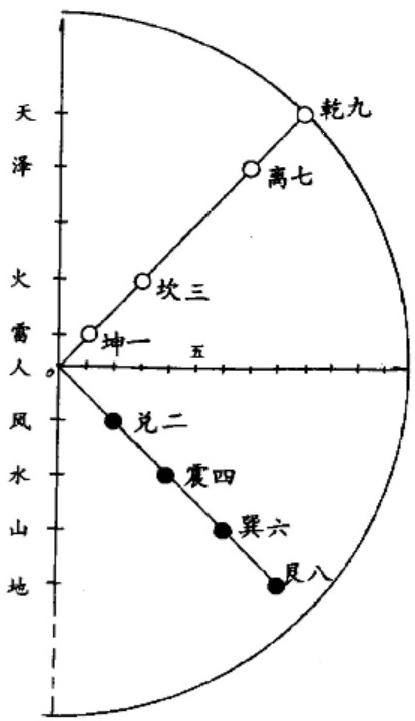 天
乾九
泽
离七
火
坎三
雷
坤一
五
人
0
风
兑二
水
震四
山
巽六
地
艮八